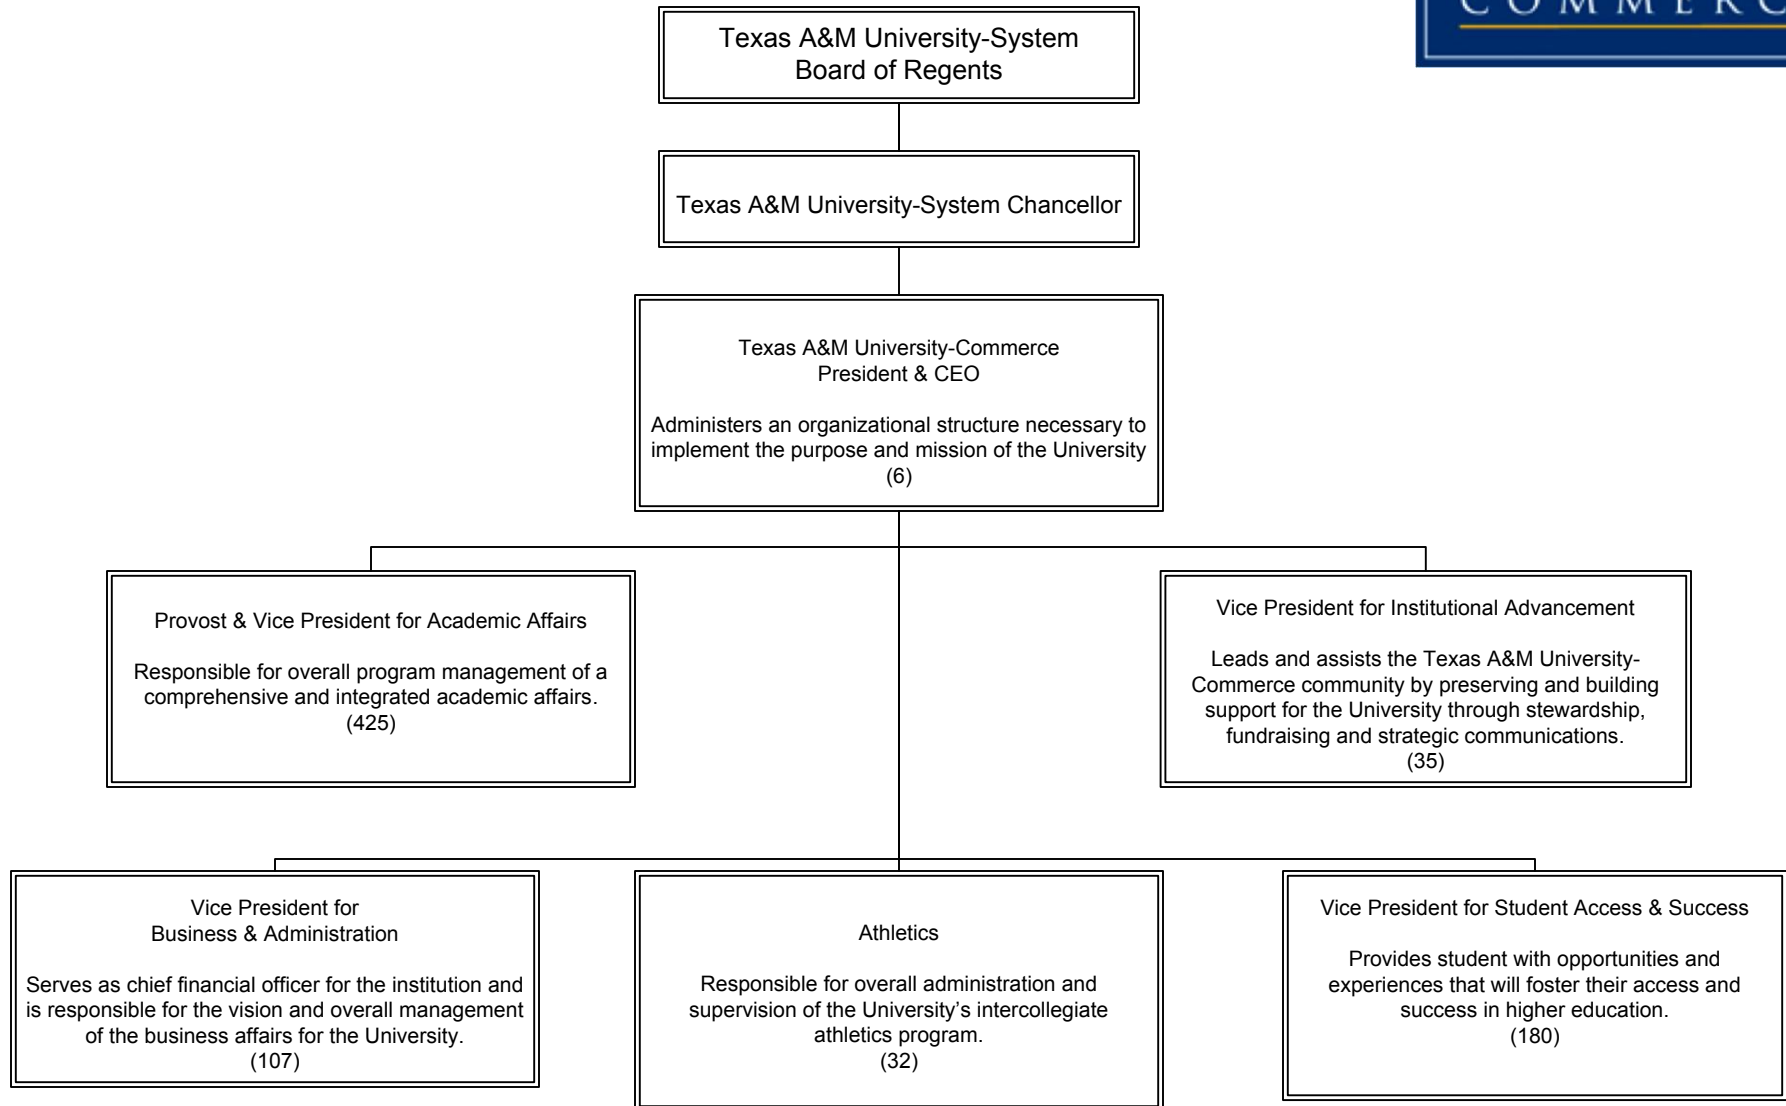 COMMERC
Texas A&M University-System
Board of Regents
Texas A&M University-System Chancellor
Texas A&M University-Commerce
President & CEO
Administers an organizational structure necessary to
implement the purpose and mission of the University
(6)
Provost & Vice President for Academic Affairs
Responsible for overall program management of a
comprehensive and integrated academic affairs.
(425)
Vice President for Institutional Advancement
Leads and assists the Texas A&M University-
Commerce community by preserving and building
support for the University through stewardship,
fundraising and strategic communications.
(35)
Vice President for
Business & Administration
Serves as chief financial officer for the institution and
is responsible for the vision and overall management
of the business affairs for the University.
(107)
Athletics
Responsible for overall administration and
supervision of the University’s intercollegiate
athletics program.
(32)
Vice President for Student Access & Success
Provides student with opportunities and
experiences that will foster their access and
success in higher education.
(180)